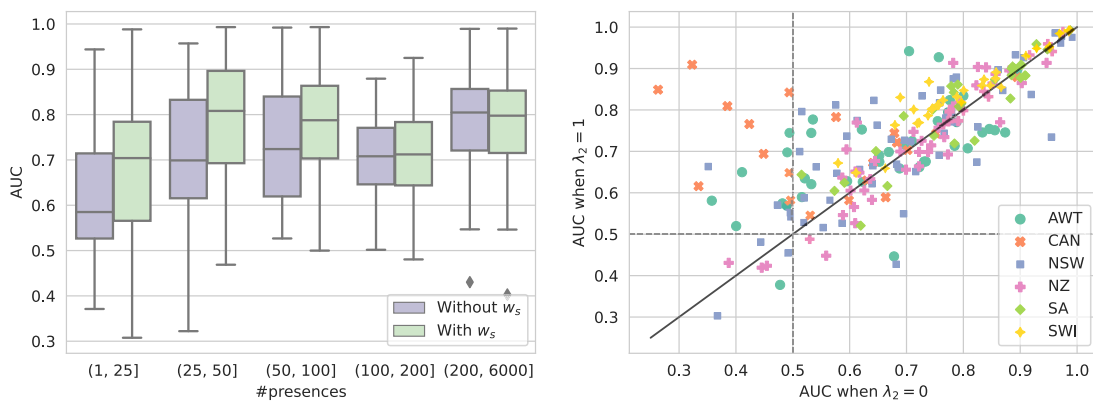 1.0
0.9
0.8
0.7
0.6
0.5
0.4
0.3
AUC
(1, 25]
(25, 50]
(50, 100]
(100, 200]
(200, 6000]
#presences
Without w_s
With w_s
1.0
0.9
0.8
0.7
0.6
0.5
0.4
0.3
AUC when λ₂ = 1
0.3
0.4
0.5
0.6
0.7
0.8
0.9
1.0
AUC when λ₂ = 0
AWT
CAN
NSW
NZ
SA
SWI